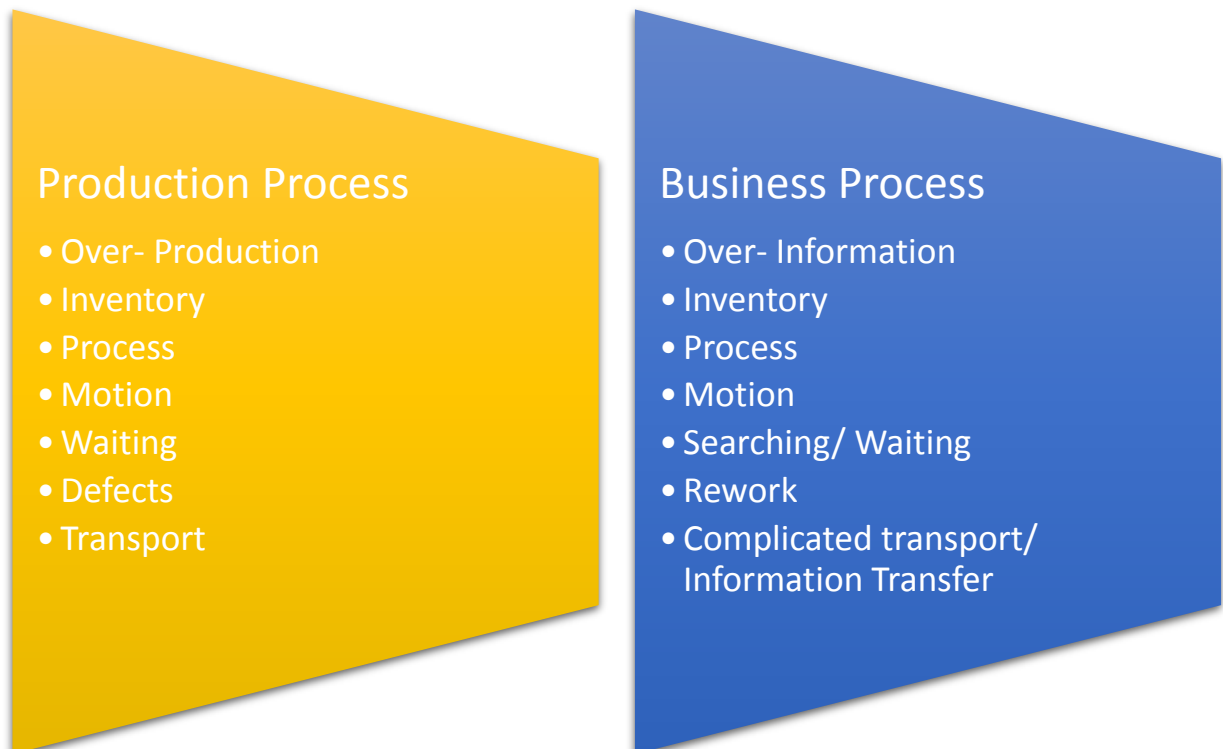 Production Process
• Over- Production
• Inventory
• Process
• Motion
• Waiting
• Defects
• Transport
Business Process
• Over- Information
• Inventory
• Process
• Motion
• Searching/ Waiting
• Rework
• Complicated transport/
Information Transfer